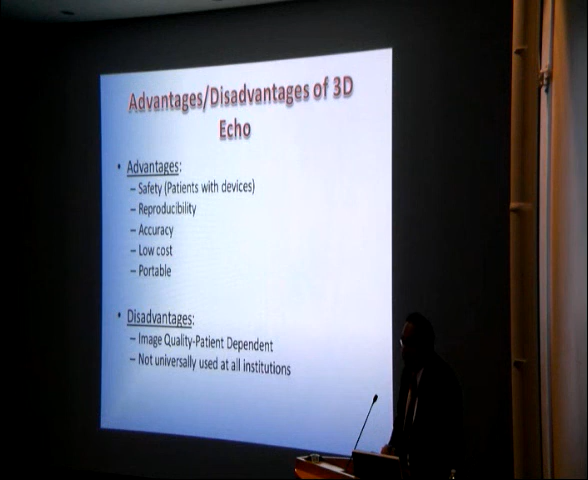 Advantages/Disadvantages of 3D
Echo
• Advantages:
– Safety (Patients with devices)
– Reproducibility
– Accuracy
– Low cost
– Portable
• Disadvantages:
– Image Quality-Patient Dependent
– Not universally used at all institutions